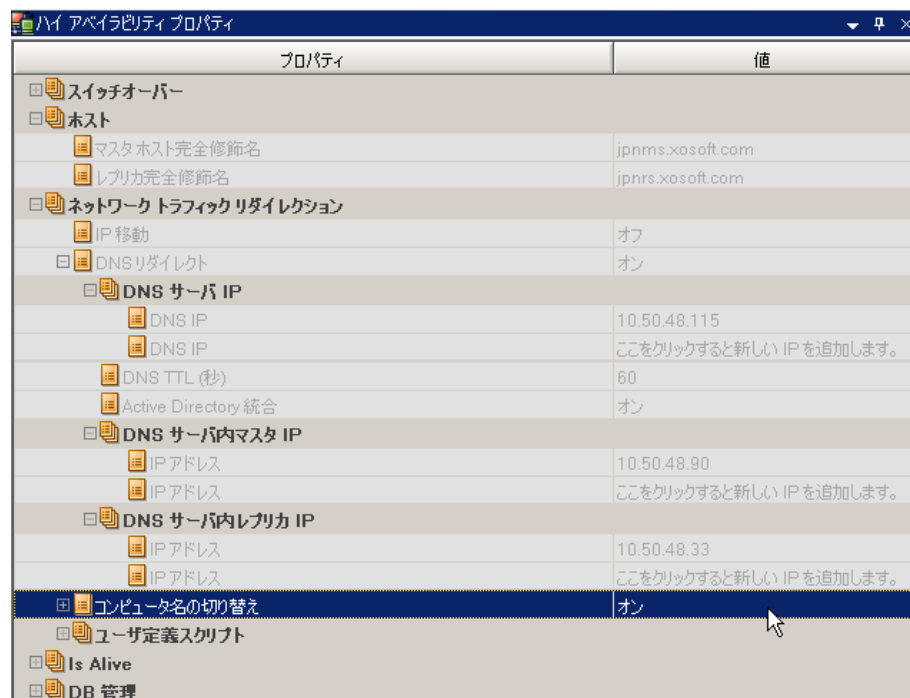 ハイ アベイラビリティ プロパティ
プロパティ 値
スイッチオーバー
ホスト
マスタ ホスト完全修飾名 jpnms.xosoft.com
レプリカ完全修飾名 jpnrs.xosoft.com
ネットワーク トラフィック リダイレクション
IP 移動 オフ
DNS リダイレクト オン
DNS サーバ IP
DNS IP 10.50.48.115
DNS IP ここをクリックすると新しい IP を追加します。
DNS TTL (秒) 60
Active Directory 統合 オン
DNS サーバ内マスタ IP
IP アドレス 10.50.48.90
IP アドレス ここをクリックすると新しい IP を追加します。
DNS サーバ内レプリカ IP
IP アドレス 10.50.48.33
IP アドレス ここをクリックすると新しい IP を追加します。
コンピュータ名の切り替え オン
ユーザ定義スクリプト
Is Alive
DB 管理